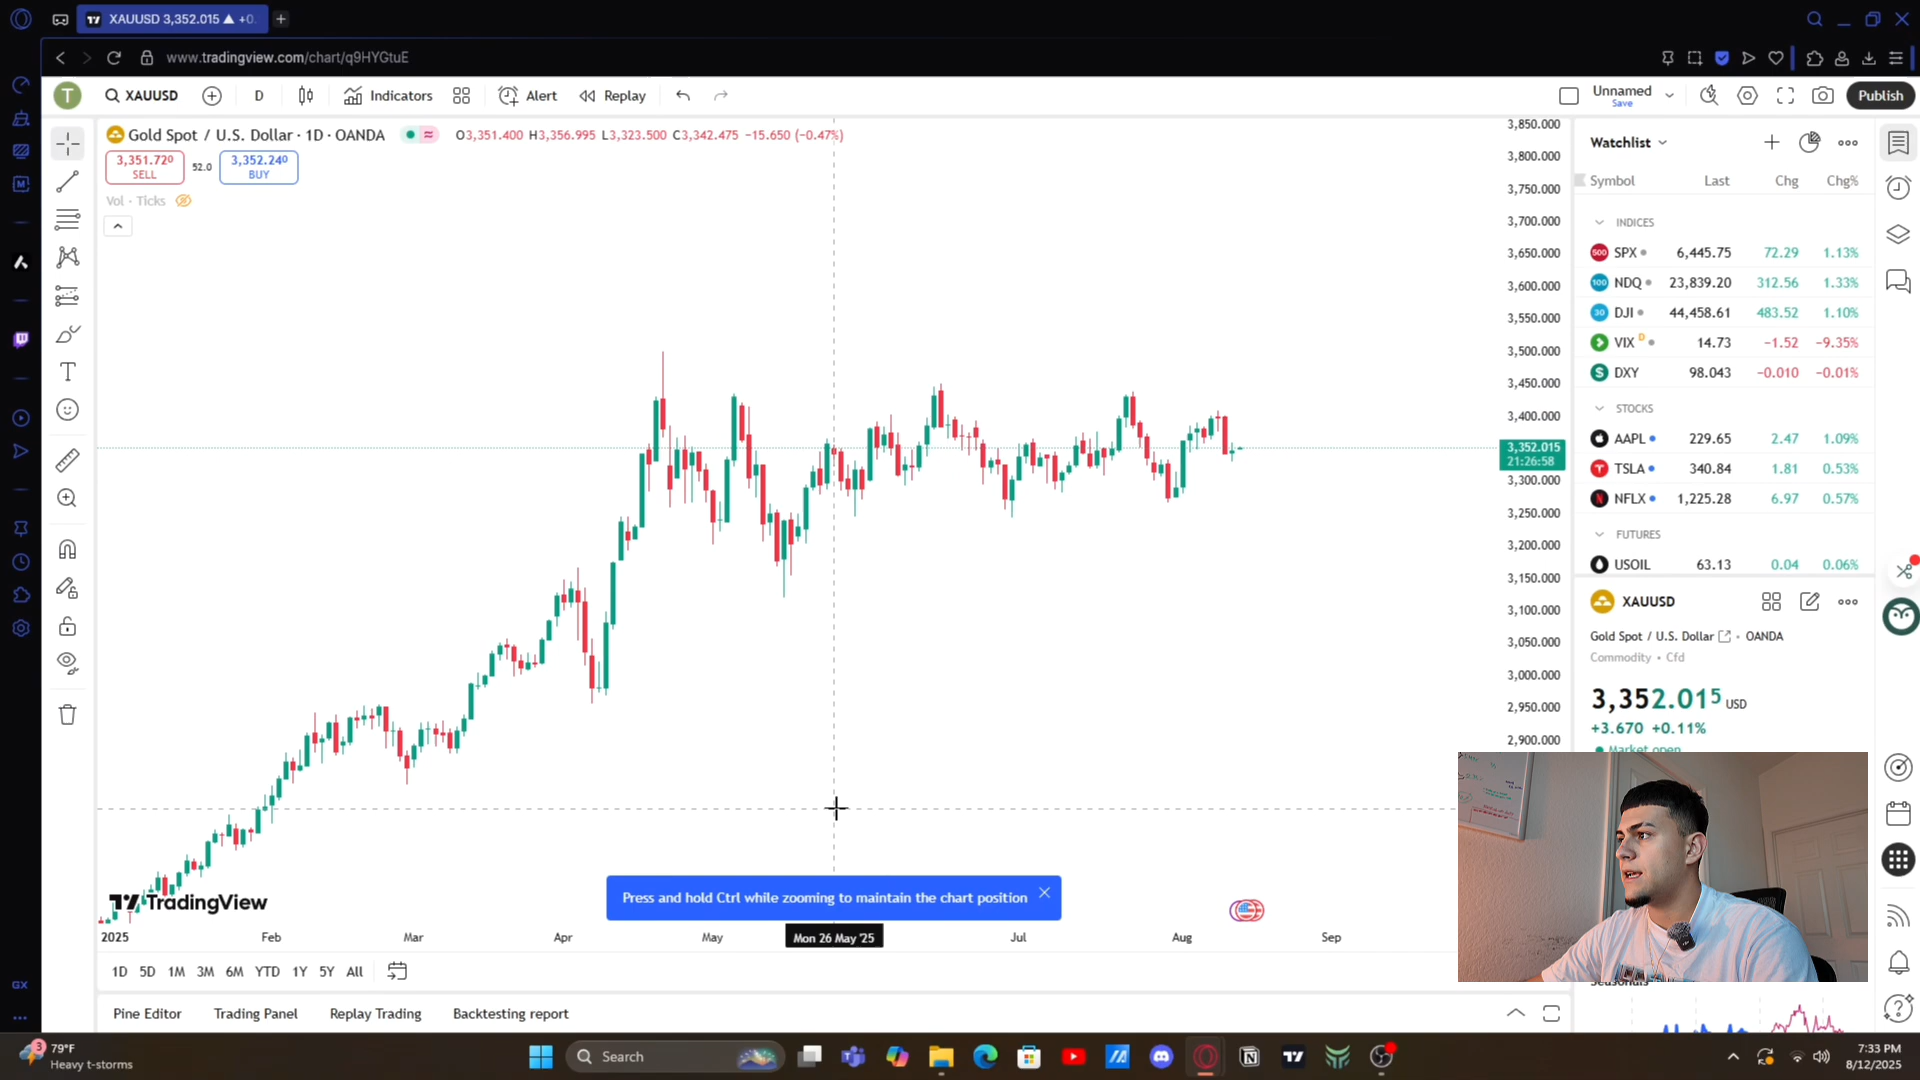 XAUUSD 3,352.015 ▲ +0.
www.tradingview.com/chart/q9HYGtuE
T
XAUUSD
D
Indicators
Alert
Replay
Unnamed
Save
Publish
Gold Spot / U.S. Dollar · 1D · OANDA
O3,351.400 H3,356.995 L3,323.500 C3,342.475 −15.650 (−0.47%)
3,351.720
SELL
52.0
3,352.240
BUY
Vol · Ticks
3,850.000
3,800.000
3,750.000
3,700.000
3,650.000
3,600.000
3,550.000
3,500.000
3,450.000
3,400.000
3,352.015
21:26:58
3,300.000
3,250.000
3,200.000
3,150.000
3,100.000
3,050.000
3,000.000
2,950.000
2,900.000
Watchlist
Symbol Last Chg Chg%
INDICES
SPX 6,445.75 72.29 1.13%
NDQ 23,839.20 312.56 1.33%
DJI 44,458.61 483.52 1.10%
VIX D 14.73 −1.52 −9.35%
DXY 98.043 −0.010 −0.01%
STOCKS
AAPL 229.65 2.47 1.09%
TSLA 340.84 1.81 0.53%
NFLX 1,225.28 6.97 0.57%
FUTURES
USOIL 63.13 0.04 0.06%
XAUUSD
Gold Spot / U.S. Dollar • OANDA
Commodity • Cfd
3,352.015 USD
+3.670 +0.11%
Market open
Seasonals
TradingView
Press and hold Ctrl while zooming to maintain the chart position
2025 Feb Mar Apr May Mon 26 May '25 Jul Aug Sep
1D 5D 1M 3M 6M YTD 1Y 5Y All
Pine Editor
Trading Panel
Replay Trading
Backtesting report
GX
3
79°F
Heavy t-storms
Search
7:33 PM
8/12/2025